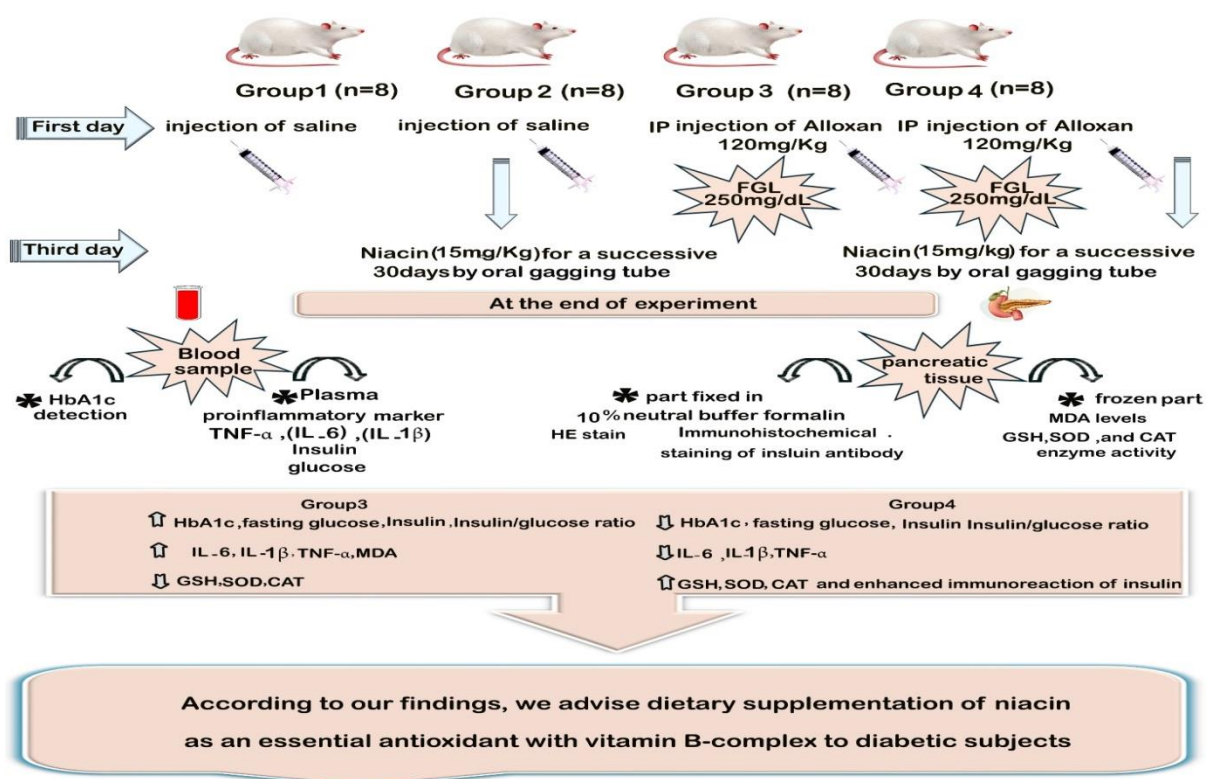 Group1 (n=8)
Group 2 (n=8)
Group 3 (n=8)
Group 4 (n=8)
First day
injection of saline
injection of saline
IP injection of Alloxan
120mg/Kg
IP injection of Alloxan
120mg/Kg
FGL
250mg/dL
FGL
250mg/dL
Third day
Niacin (15mg/Kg) for a successive
30days by oral gagging tube
Niacin (15mg/kg) for a successive
30days by oral gagging tube
At the end of experiment
Blood
sample
HbA1c
detection
Plasma
proinflammatory marker
TNF-α ,(IL-6) ,(IL-1β)
Insulin
glucose
pancreatic
tissue
part fixed in
10% neutral buffer formalin
HE stain Immunohistochemical .
staining of insluin antibody
frozen part
MDA levels
GSH,SOD ,and CAT
enzyme activity
Group3
⇧ HbA1c,fasting glucose,Insulin,Insulin/glucose ratio
⇧ IL-6, IL-1β.TNF-α,MDA
⇩ GSH,SOD,CAT
Group4
⇩ HbA1c, fasting glucose, Insulin Insulin/glucose ratio
⇩ IL-6 ,IL-1β,TNF-α
⇧ GSH,SOD, CAT and enhanced immunoreaction of insulin
According to our findings, we advise dietary supplementation of niacin
as an essential antioxidant with vitamin B-complex to diabetic subjects